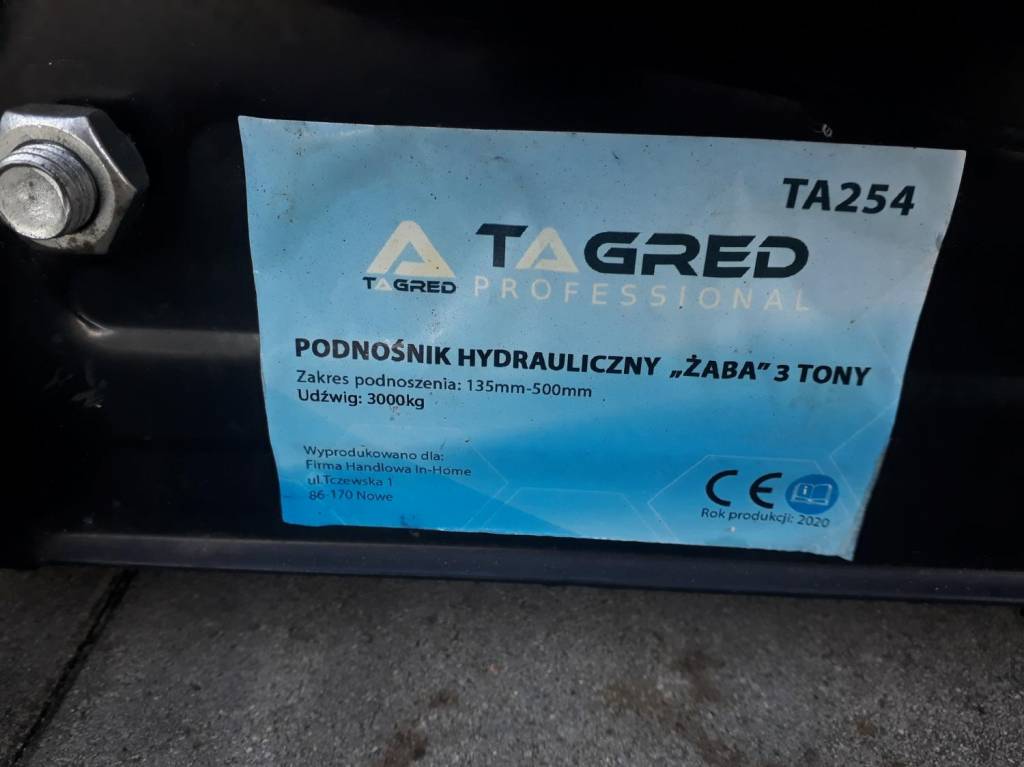 TA254
TAGRED
TAGRED
PROFESSIONAL
PODNOŚNIK HYDRAULICZNY „ŻABA” 3 TONY
Zakres podnoszenia: 135mm-500mm
Udźwig: 3000kg
Wyprodukowano dla:
Firma Handlowa In-Home
ul.Tczewska 1
86-170 Nowe
CE
Rok produkcji: 2020